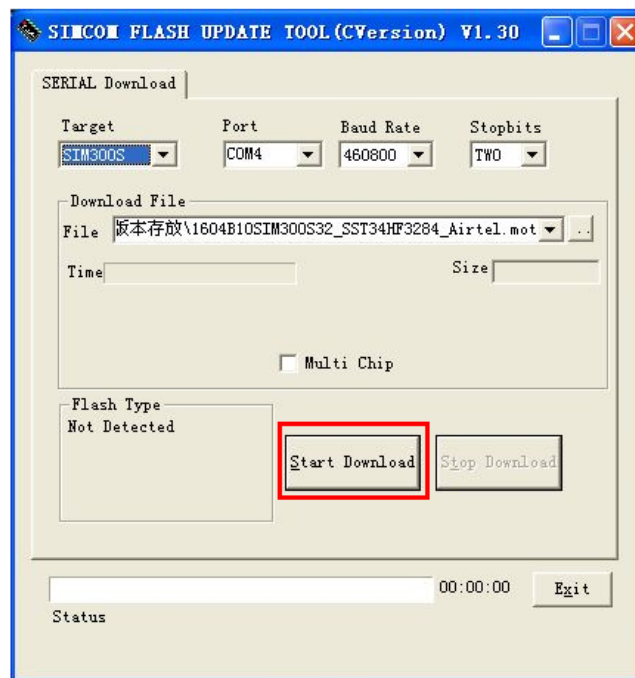 SIMCOM FLASH UPDATE TOOL(CVersion) V1.30
SERIAL Download
Target Port Baud Rate Stopbits
SIM300S COM4 460800 TWO
Download File
File 版本存放\1604B10SIM300S32_SST34HF3284_Airtel.mot ..
Time Size
Multi Chip
Flash Type
Not Detected
Start Download Stop Download
00:00:00 Exit
Status